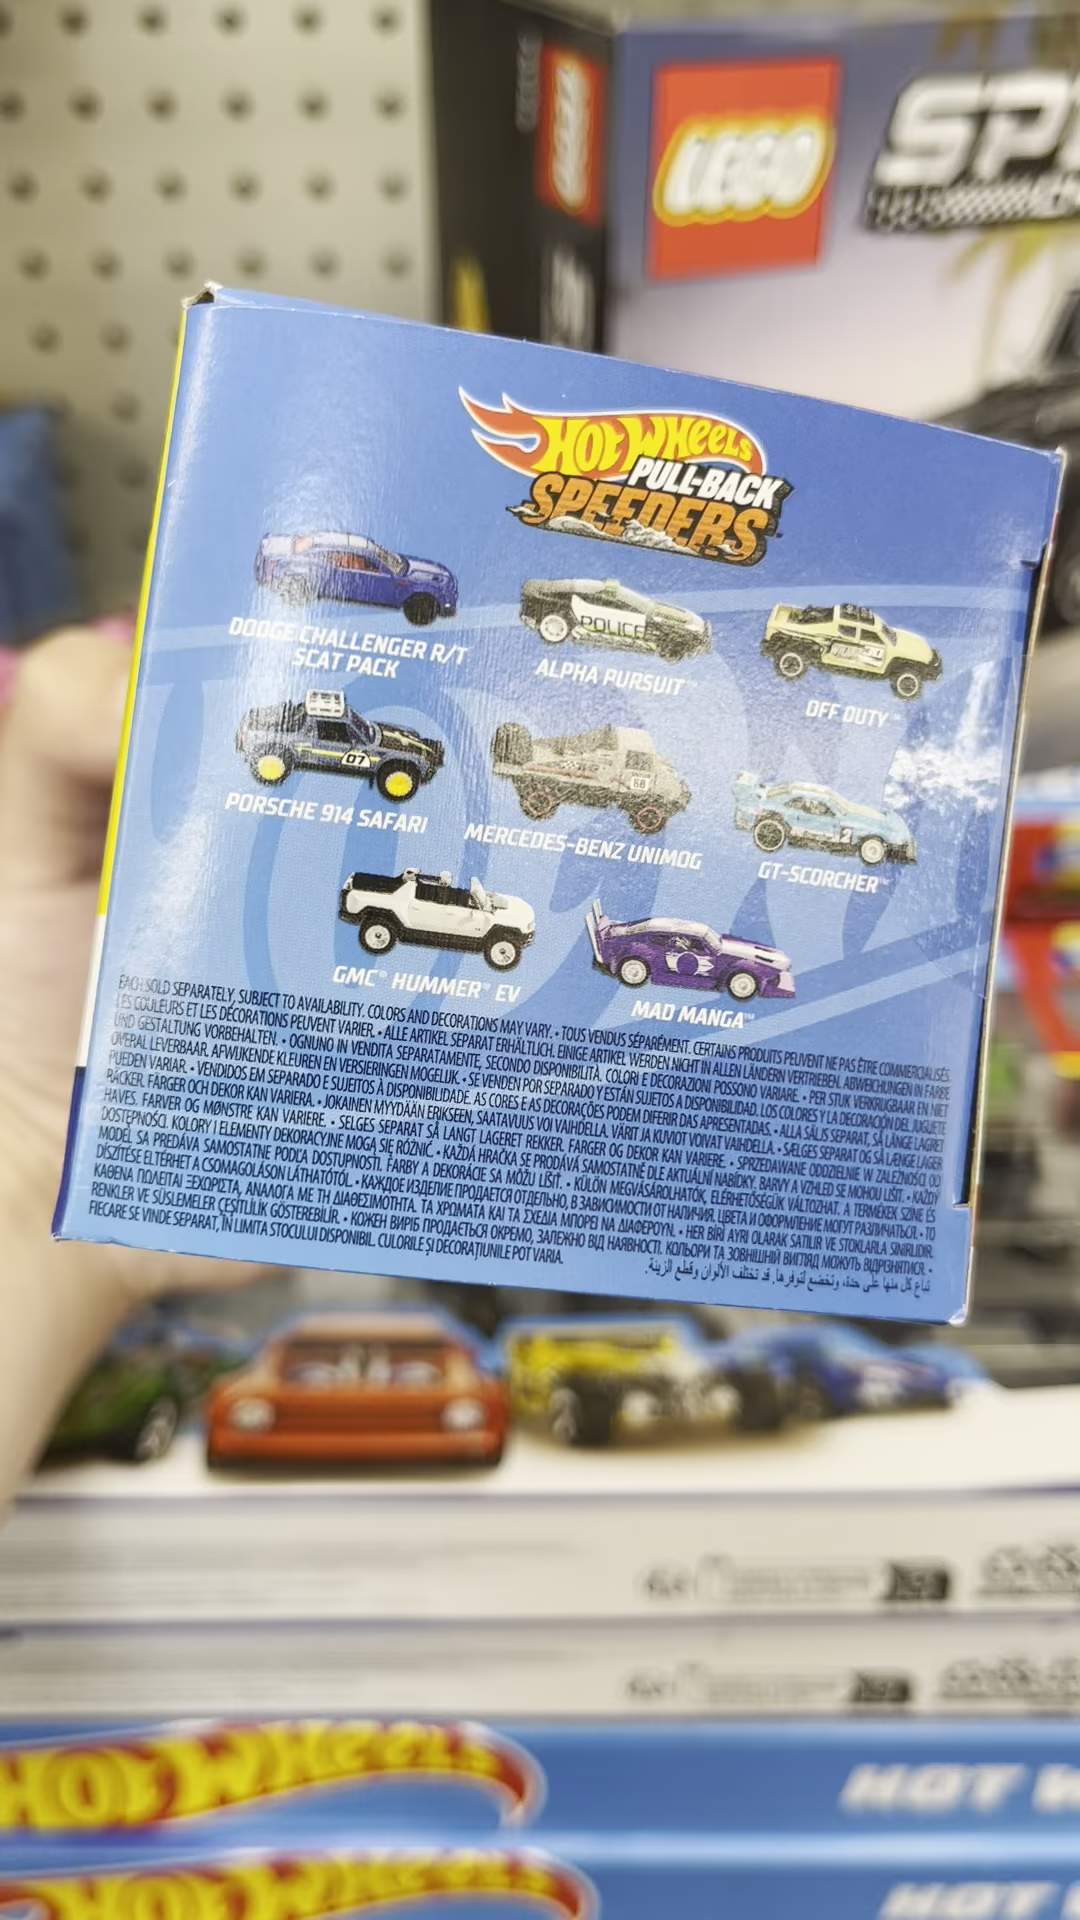 LEGO
LEGO
HOT WHEELS
PULL-BACK
SPEEDERS
POLICE
DODGE CHALLENGER R/T
SCAT PACK
ALPHA PURSUIT™
OFF DUTY™
07
68
2
PORSCHE 914 SAFARI
MERCEDES-BENZ UNIMOG
GT-SCORCHER™
GMC® HUMMER® EV
MAD MANGA™
EACH SOLD SEPARATELY, SUBJECT TO AVAILABILITY. COLORS AND DECORATIONS MAY VARY. • TOUS VENDUS SÉPARÉMENT. CERTAINS PRODUITS PEUVENT NE PAS ÊTRE COMMERCIALISÉS.
LES COULEURS ET LES DÉCORATIONS PEUVENT VARIER. • ALLE ARTIKEL SEPARAT ERHÄLTLICH. EINIGE ARTIKEL WERDEN NICHT IN ALLEN LÄNDERN VERTRIEBEN. ABWEICHUNGEN IN FARBE
UND GESTALTUNG VORBEHALTEN. • OGNUNO IN VENDITA SEPARATAMENTE, SECONDO DISPONIBILITÀ. COLORI E DECORAZIONI POSSONO VARIARE. • PER STUK VERKRIJGBAAR EN NIET
OVERAL LEVERBAAR. AFWIJKENDE KLEUREN EN VERSIERINGEN MOGELIJK. • SE VENDEN POR SEPARADO Y ESTÁN SUJETOS A DISPONIBILIDAD. LOS COLORES Y LA DECORACIÓN DEL JUGUETE
PUEDEN VARIAR. • VENDIDOS EM SEPARADO E SUJEITOS À DISPONIBILIDADE. AS CORES E AS DECORAÇÕES PODEM DIFERIR DAS APRESENTADAS. • ALLA SÄLJS SEPARAT, SÅ LÄNGE LAGRET
RÄCKER. FÄRGER OCH DEKOR KAN VARIERA. • JOKAINEN MYYDÄÄN ERIKSEEN, SAATAVUUS VOI VAIHDELLA. VÄRIT JA KUVIOT VOIVAT VAIHDELLA. • SÆLGES SEPARAT OG SÅ LÆNGE LAGER
HAVES. FARVER OG MØNSTRE KAN VARIERE. • SELGES SEPARAT SÅ LANGT LAGERET REKKER. FARGER OG DEKOR KAN VARIERE. • SPRZEDAWANE ODDZIELNIE W ZALEŻNOŚCI OD
DOSTĘPNOŚCI. KOLORY I ELEMENTY DEKORACYJNE MOGĄ SIĘ RÓŻNIĆ. • KAŽDÁ HRAČKA SE PRODÁVÁ SAMOSTATNĚ DLE AKTUÁLNÍ NABÍDKY. BARVY A VZHLED SE MOHOU LIŠIT. • KAŽDÝ
MODEL SA PREDÁVA SAMOSTATNE PODĽA DOSTUPNOSTI. FARBY A DEKORÁCIE SA MÔŽU LÍŠIŤ. • KÜLÖN MEGVÁSÁROLHATÓK, ELÉRHETŐSÉGÜK VÁLTOZHAT. A TERMÉKEK SZÍNE ÉS
DÍSZÍTÉSE ELTÉRHET A CSOMAGOLÁSON LÁTHATÓTÓL. • КАЖДОЕ ИЗДЕЛИЕ ПРОДАЕТСЯ ОТДЕЛЬНО, В ЗАВИСИМОСТИ ОТ НАЛИЧИЯ. ЦВЕТА И ОФОРМЛЕНИЕ МОГУТ РАЗЛИЧАТЬСЯ. • ΤΟ
ΚΑΘΕΝΑ ΠΩΛΕΙΤΑΙ ΞΕΧΩΡΙΣΤΑ, ΑΝΑΛΟΓΑ ΜΕ ΤΗ ΔΙΑΘΕΣΙΜΟΤΗΤΑ. ΤΑ ΧΡΩΜΑΤΑ ΚΑΙ ΤΑ ΣΧΕΔΙΑ ΜΠΟΡΕΙ ΝΑ ΔΙΑΦΕΡΟΥΝ. • HER BİRİ AYRI OLARAK SATILIR VE STOKLARLA SINIRLIDIR.
RENKLER VE SÜSLEMELER ÇEŞİTLİLİK GÖSTEREBİLİR. • КОЖЕН ВИРІБ ПРОДАЄТЬСЯ ОКРЕМО, ЗАЛЕЖНО ВІД НАЯВНОСТІ. КОЛЬОРИ ТА ЗОВНІШНІЙ ВИГЛЯД МОЖУТЬ ВІДРІЗНЯТИСЯ. •
FIECARE SE VINDE SEPARAT, ÎN LIMITA STOCULUI DISPONIBIL. CULORILE ȘI DECORAȚIUNILE POT VARIA.
تباع كل منها على حدة، وتخضع لتوفرها. قد تختلف الألوان وقطع الزينة.
HOT
HOT